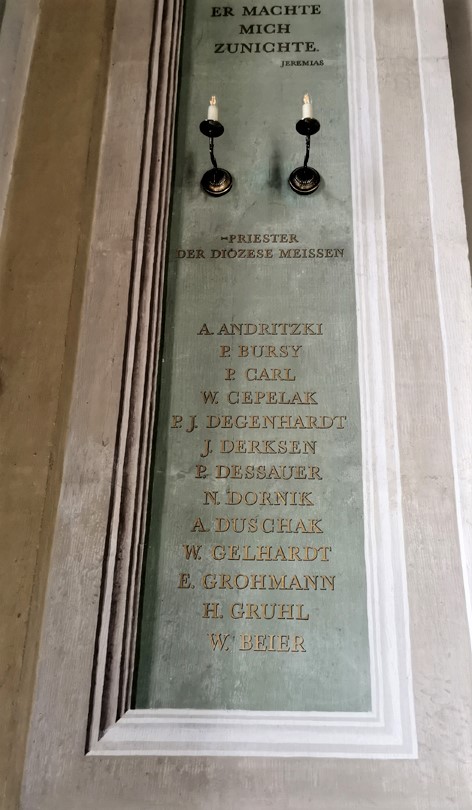 ER MACHTE
MICH
ZUNICHTE.
JEREMIAS
-PRIESTER
DER DIÖZESE MEISSEN
A. ANDRITZKI
P. BURSY
P. CARL
W. CEPELAK
P. J. DEGENHARDT
J. DERKSEN
P. DESSAUER
N. DORNIK
A. DUSCHAK
W. GELHARDT
E. GROHMANN
H. GRUHL
W. BEIER